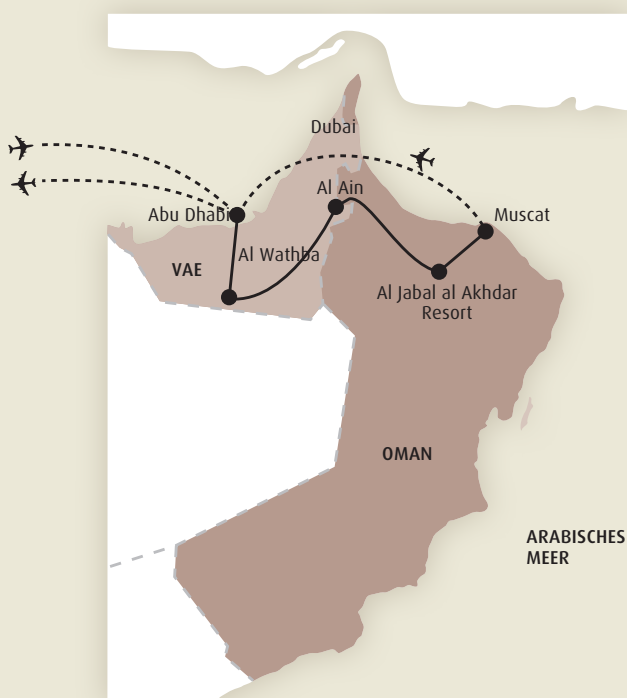 Dubai
Al Ain
Abu Dhabi
Muscat
Al Wathba
VAE
Al Jabal al Akhdar
Resort
OMAN
ARABISCHES
MEER